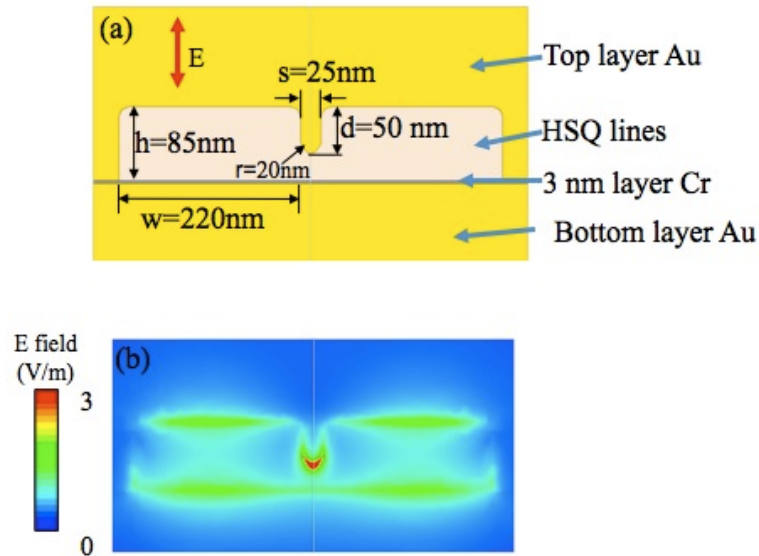 (a)
E
s=25nm
Top layer Au
h=85nm
d=50 nm
HSQ lines
r=20nm
3 nm layer Cr
w=220nm
Bottom layer Au
E field
(V/m)
(b)
3
0